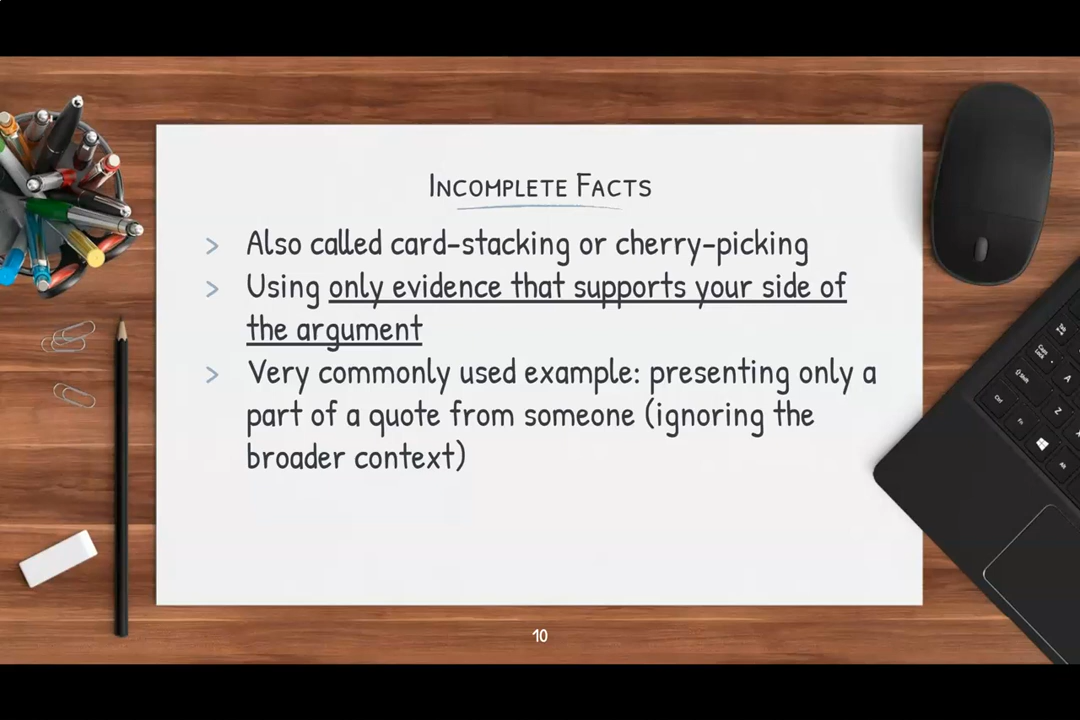 Incomplete Facts
> Also called card-stacking or cherry-picking
> Using only evidence that supports your side of
the argument
> Very commonly used example: presenting only a
part of a quote from someone (ignoring the
broader context)
10